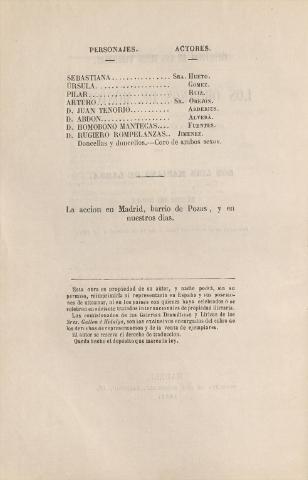 PERSONAJES. ACTORES.
SEBASTIANA................ Sra. Hueto.
ÚRSULA.................... Gomez.
PILAR..................... Ruiz.
ARTURO.................... Sr. Obejon.
D. JUAN TENORIO........... Arderius.
D. ABDON.................. Alverá.
D. HOMOBONO MANTECAS.... Fuentes.
D. RUGIERO ROMPELANZAS.. Jimenez.
Doncellas y donceles.—Coro de ambos sexos.
La accion en Madrid, barrio de Pozas, y en
nuestros dias.
Esta obra es propiedad de su autor, y nadie podrá, sin su
permiso, reimprimirla ni representarla en España y sus posesio-
nes de ultramar, ni en los paises con quienes haya celebrados ó se
celebren en adelante tratados internacionales de propiedad literaria.
Los comisionados de las Galerías Dramáticas y Líricas de los
Sres. Gullon é Hidalgo, son los exclusivos encargados del cobro de
los derechos de representacion y de la venta de ejemplares.
El autor se reserva el derecho de traduccion.
Queda hecho el depósito que marca la ley.